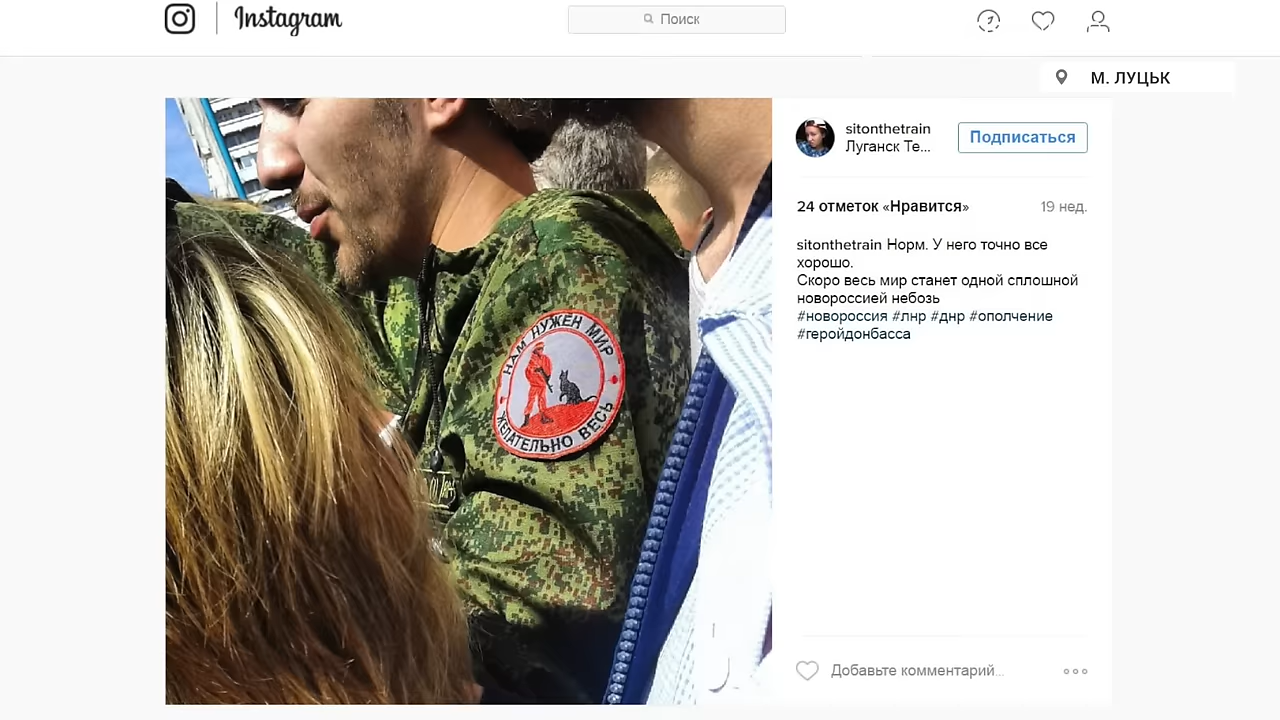 Instagram
Поиск
М. ЛУЦЬК
sitonthetrain
Луганск Те...
Подписаться
24 отметок «Нравится»
19 нед.
sitonthetrain Норм. У него точно все
хорошо.
Скоро весь мир станет одной сплошной
новороссией небозь
#новороссия #лнр #днр #ополчение
#геройдонбасса
НАМ НУЖЕН МИР
ЖЕЛАТЕЛЬНО ВЕСЬ
Добавьте комментарий...